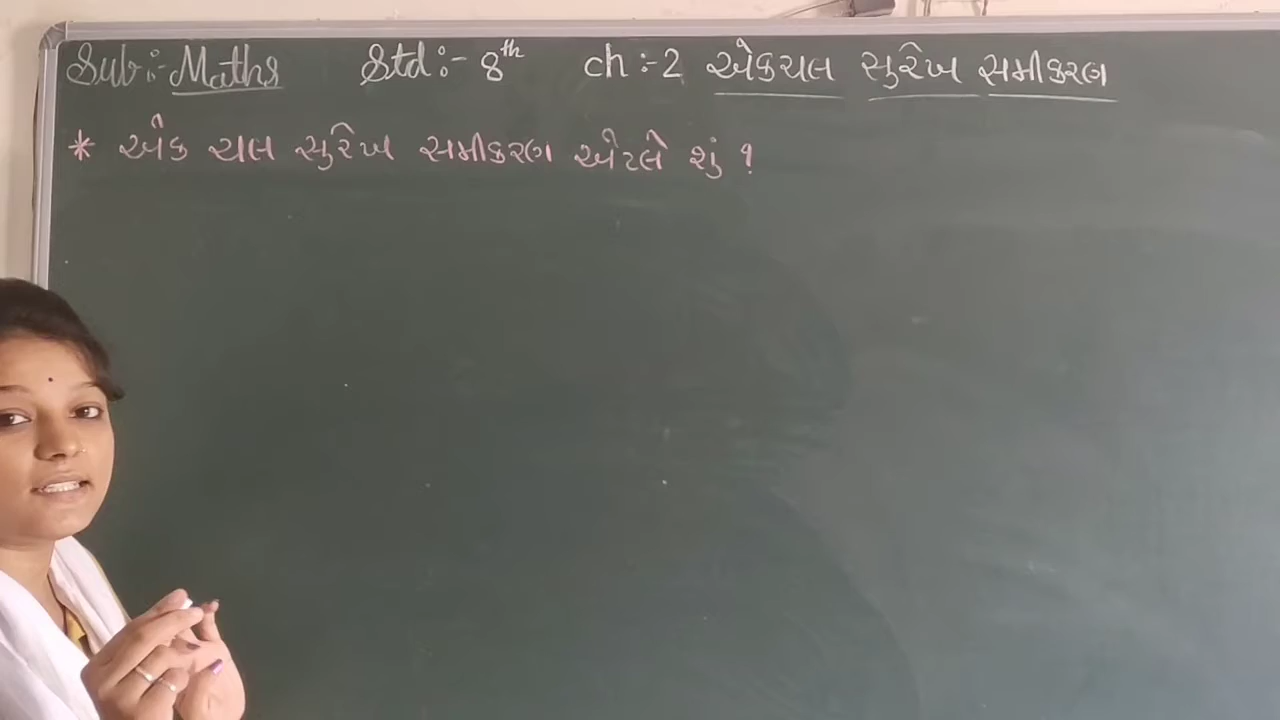 Sub:- Maths Std:- 8th ch:-2 એકચલ સુરેખ સમીકરણ
* એક ચલ સુરેખ સમીકરણ એટલે શું ?